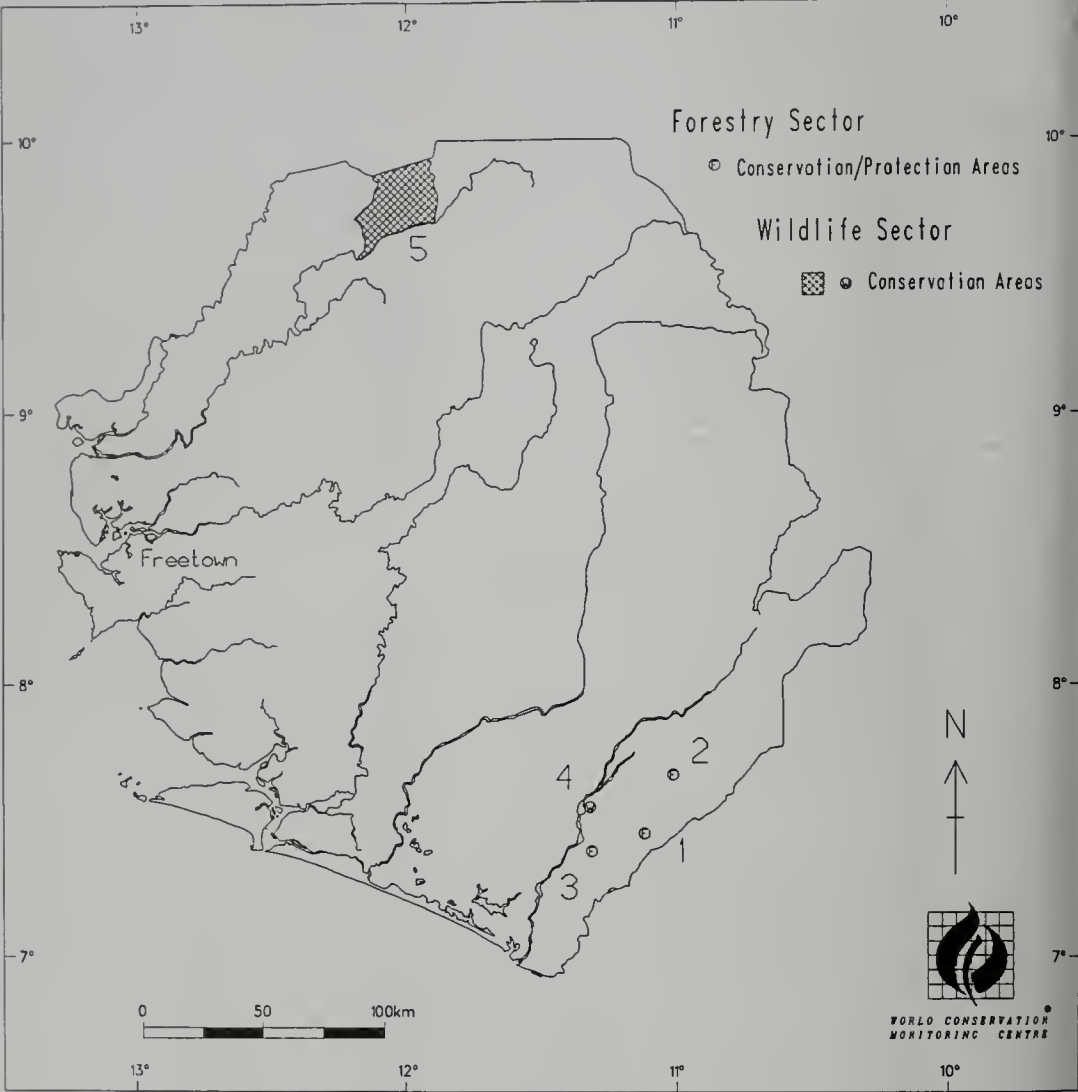 13° 12° 11° 10°
10° 10°
Forestry Sector
Conservation/Protection Areas
Wildlife Sector
Conservation Areas
5
9° 9°
Freetown
8° 8°
N
2
4
1
3
7° 7°
0 50 100km
WORLD CONSERVATION
MONITORING CENTRE
13° 12° 11° 10°